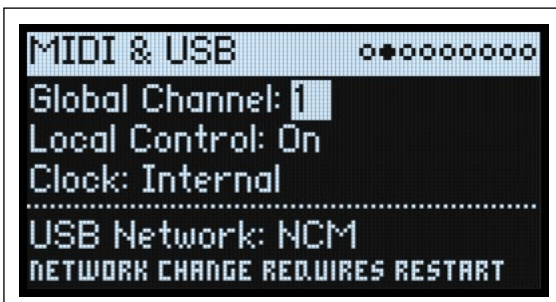 MIDI & USB
Global Channel: 1
Local Control: On
Clock: Internal
USB Network: NCM
NETWORK CHANGE REQUIRES RESTART